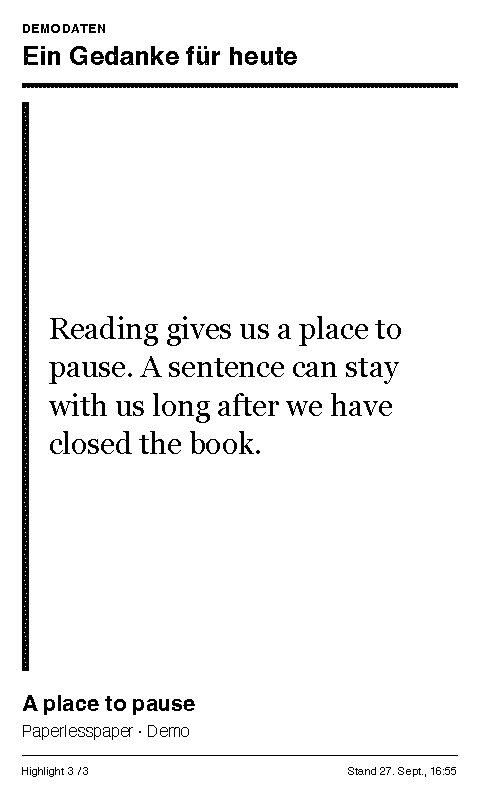 DEMODATEN
Ein Gedanke für heute
Reading gives us a place to
pause. A sentence can stay
with us long after we have
closed the book.
A place to pause
Paperlesspaper · Demo
Highlight 3 / 3
Stand 27. Sept., 16:55